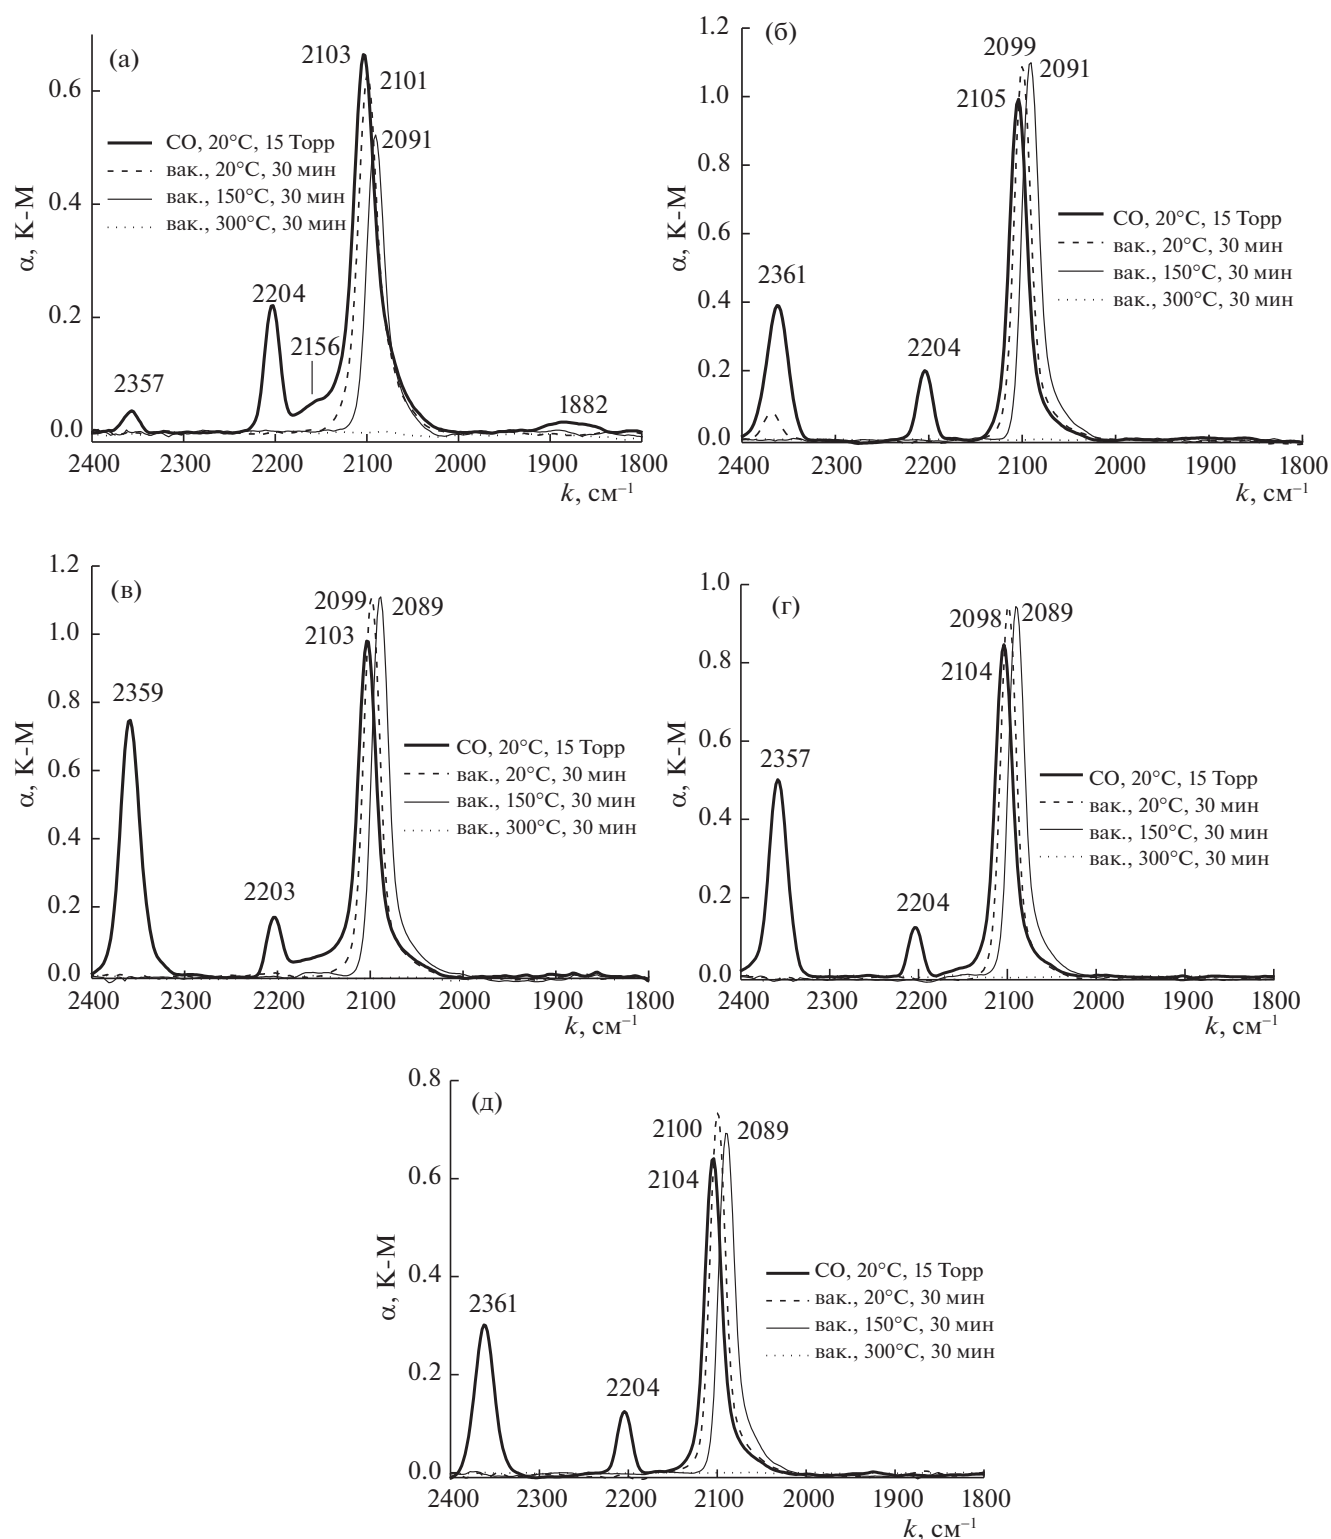 (а)
2103
2101
2091
2204
2156
2357
1882
CO, 20°C, 15 Торр
вак., 20°C, 30 мин
вак., 150°C, 30 мин
вак., 300°C, 30 мин
α, К-М
0.6
0.4
0.2
0.0
2400 2300 2200 2100 2000 1900 1800
k, см⁻¹
(б)
2099
2091
2105
2361
2204
CO, 20°C, 15 Торр
вак., 20°C, 30 мин
вак., 150°C, 30 мин
вак., 300°C, 30 мин
α, К-М
1.2
1.0
0.8
0.6
0.4
0.2
0.0
2400 2300 2200 2100 2000 1900 1800
k, см⁻¹
(в)
2099
2089
2103
2359
2203
CO, 20°C, 15 Торр
вак., 20°C, 30 мин
вак., 150°C, 30 мин
вак., 300°C, 30 мин
α, К-М
1.2
1.0
0.8
0.6
0.4
0.2
0.0
2400 2300 2200 2100 2000 1900 1800
k, см⁻¹
(г)
2098
2089
2104
2357
2204
CO, 20°C, 15 Торр
вак., 20°C, 30 мин
вак., 150°C, 30 мин
вак., 300°C, 30 мин
α, К-М
1.0
0.8
0.6
0.4
0.2
0.0
2400 2300 2200 2100 2000 1900 1800
k, см⁻¹
(д)
2100
2089
2104
2361
2204
CO, 20°C, 15 Торр
вак., 20°C, 30 мин
вак., 150°C, 30 мин
вак., 300°C, 30 мин
α, К-М
0.8
0.6
0.4
0.2
0.0
2400 2300 2200 2100 2000 1900 1800
k, см⁻¹